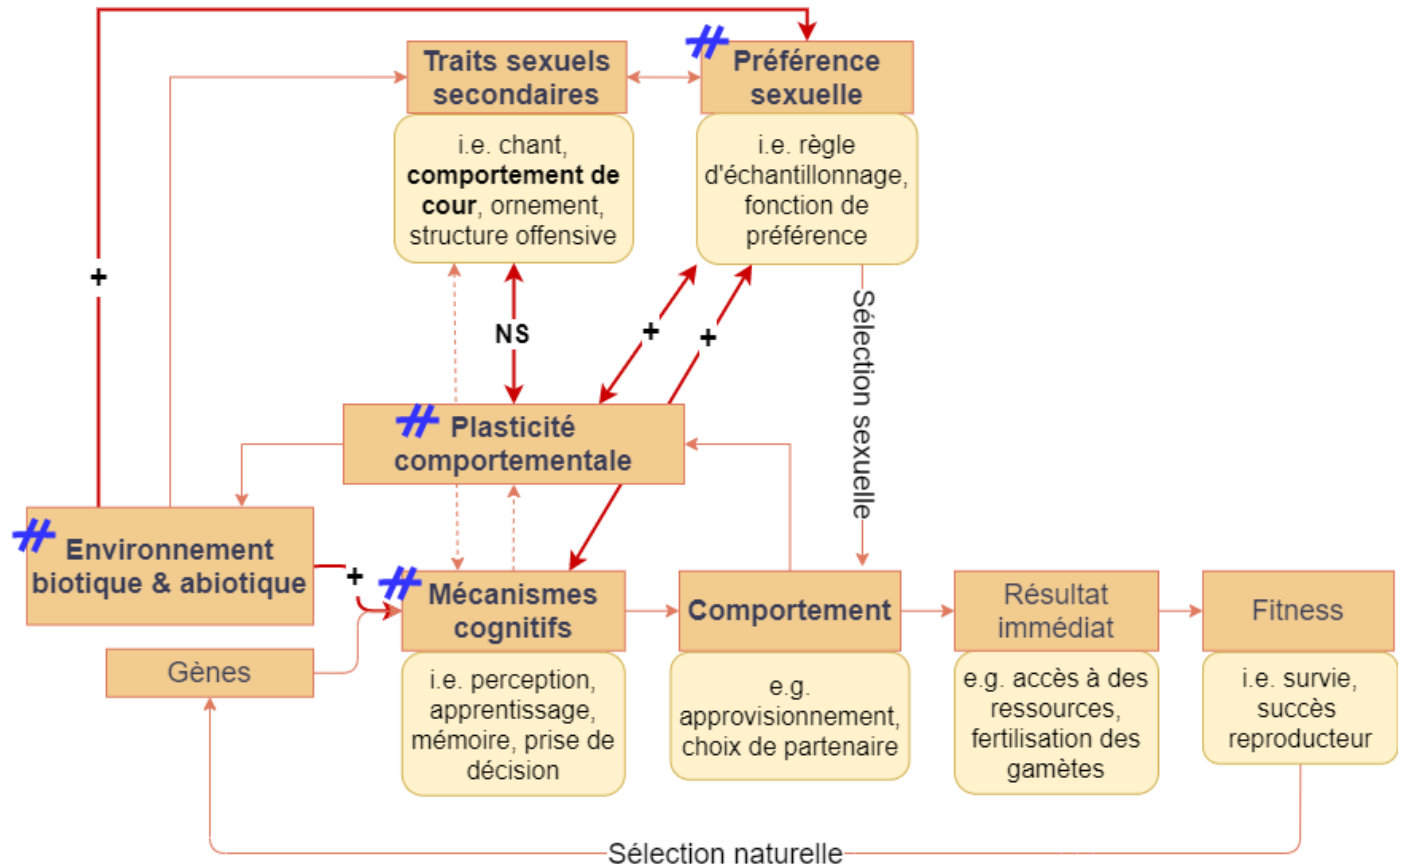 Traits sexuels
secondaires
Préférence
sexuelle
i.e. chant,
comportement de
cour, ornement,
structure offensive
i.e. règle
d'échantillonnage,
fonction de
préférence
+
NS
+
+
Sélection sexuelle
Plasticité
comportementale
Environnement
biotique & abiotique
+
Mécanismes
cognitifs
Comportement
Résultat
immédiat
Fitness
Gènes
i.e. perception,
apprentissage,
mémoire, prise de
décision
e.g.
approvisionnement,
choix de partenaire
e.g. accès à des
ressources,
fertilisation des
gamètes
i.e. survie,
succès
reproducteur
Sélection naturelle